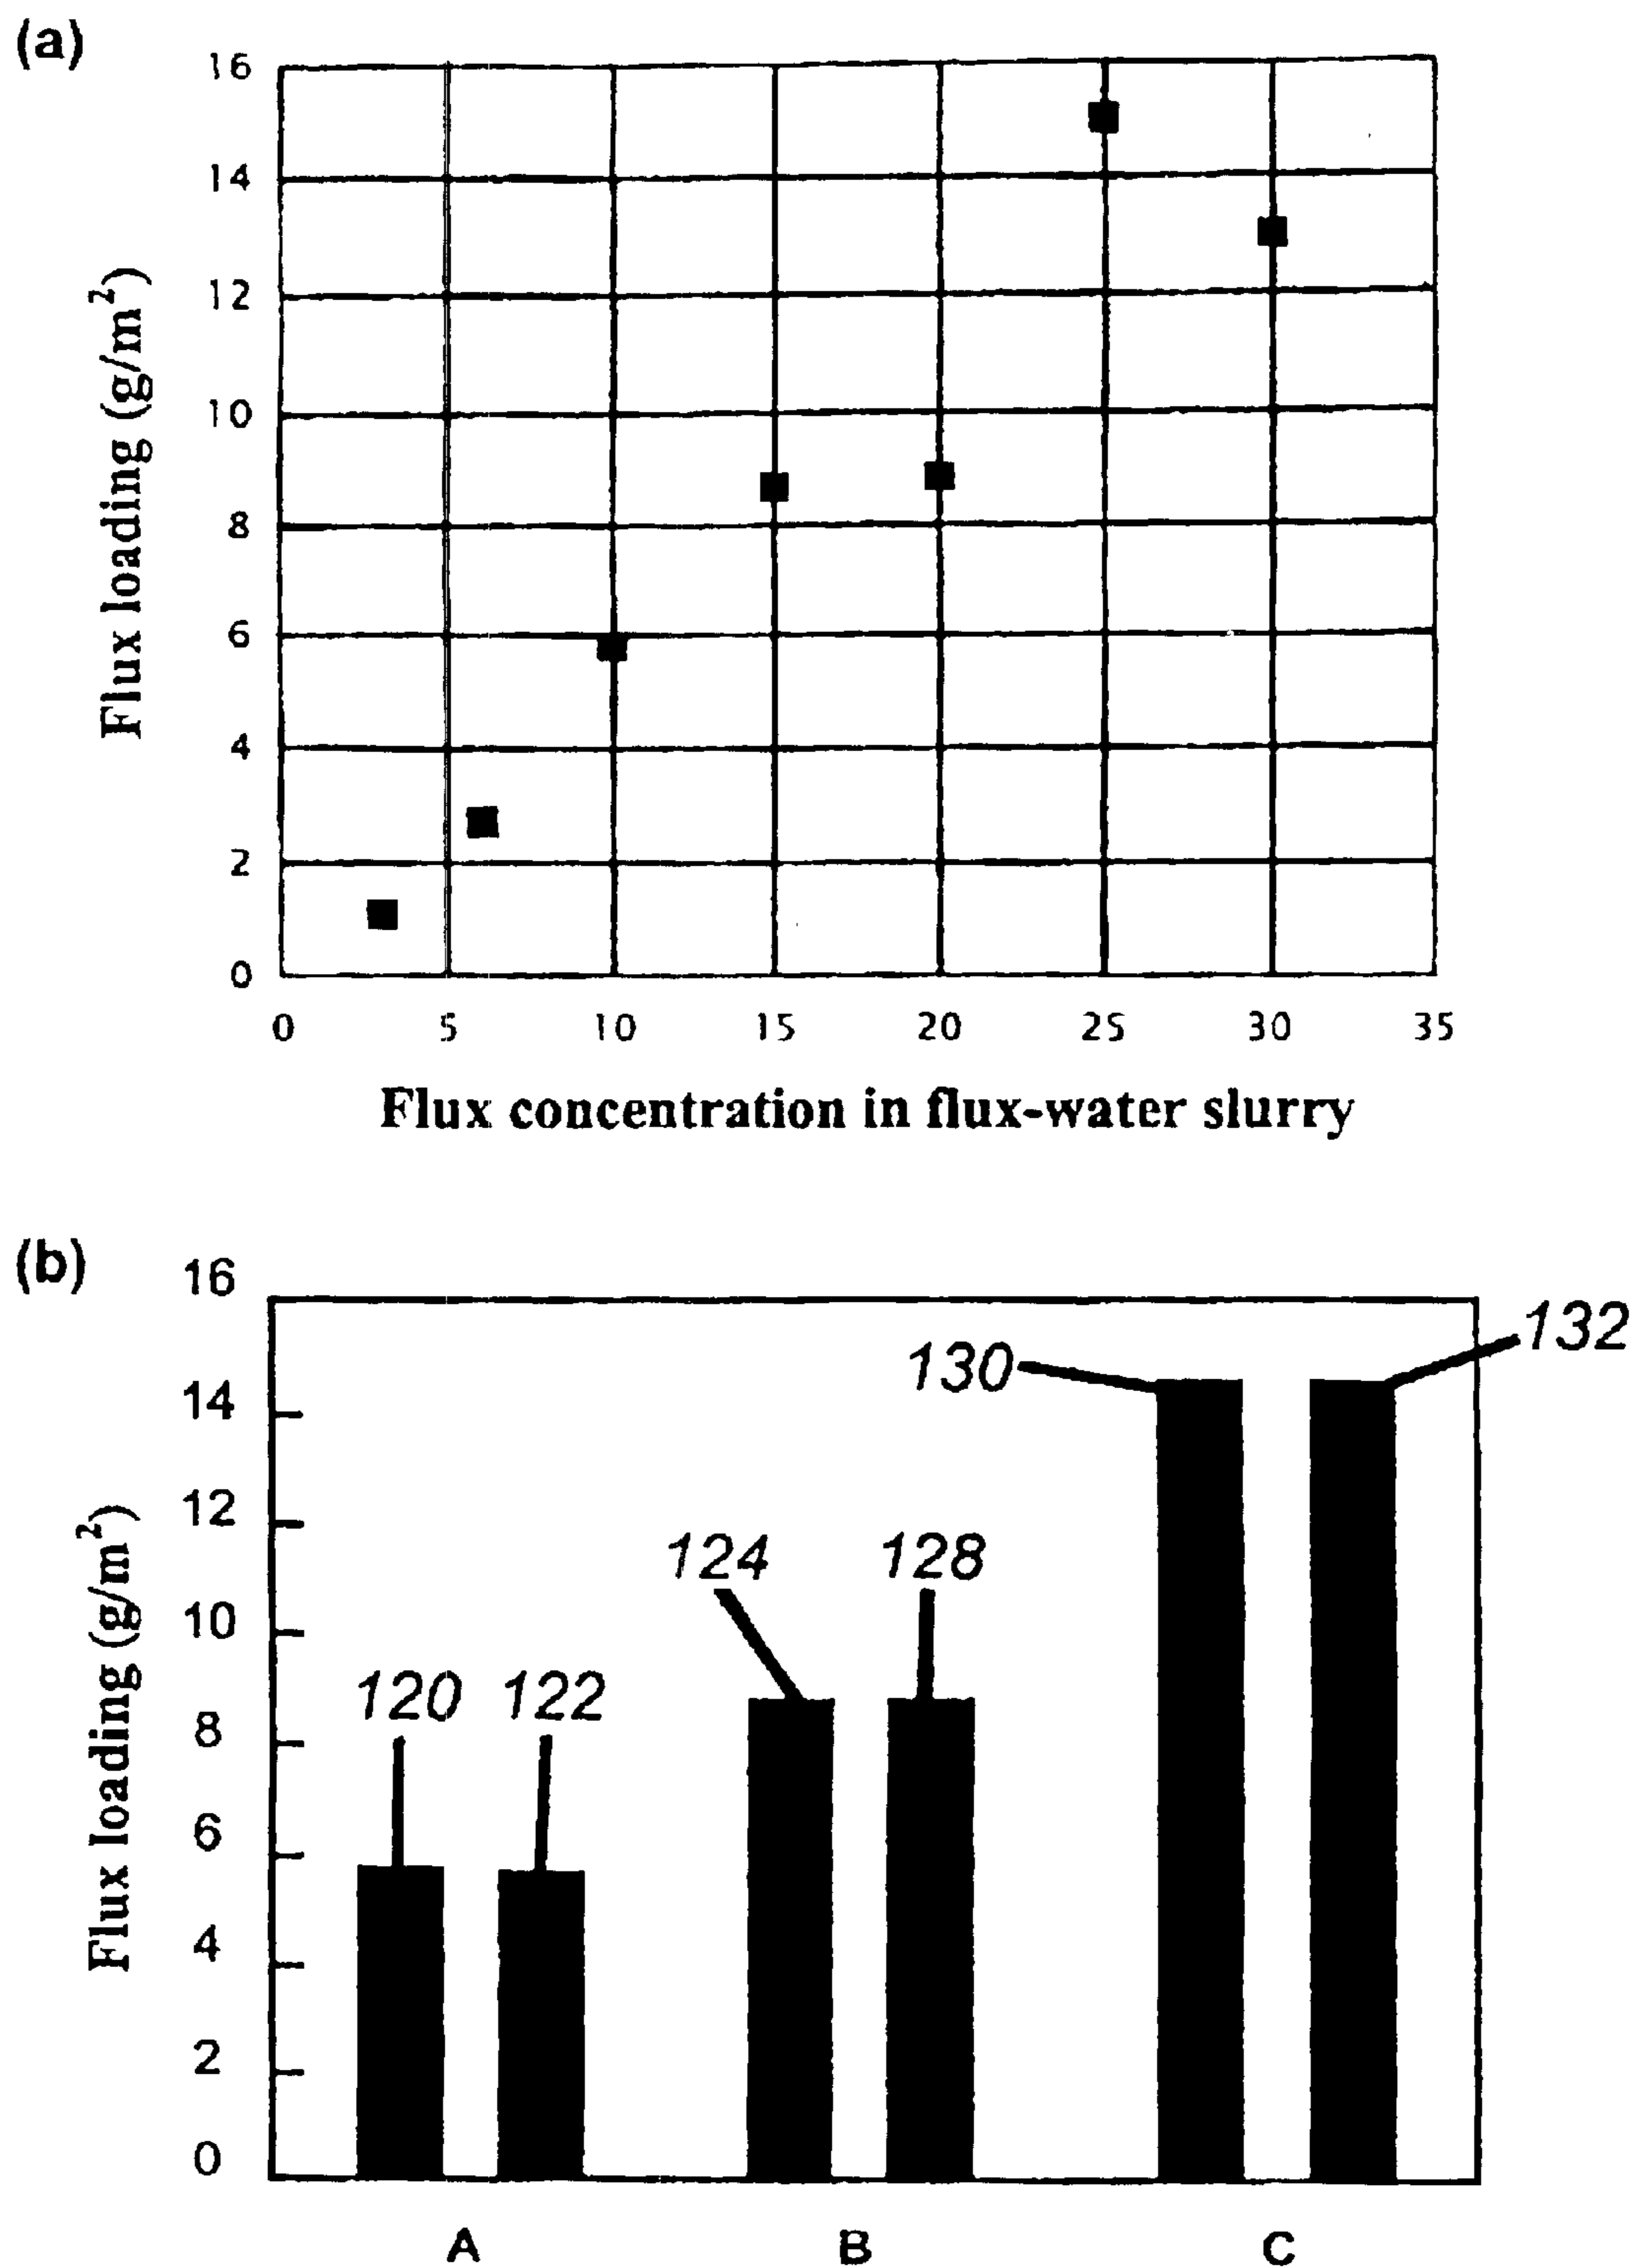 (a)
16
14
12
10
8
6
4
2
0
Flux loading (g/m²)
0 5 10 15 20 25 30 35
Flux concentration in flux-water slurry
(b)
16
14
12
10
8
6
4
2
0
Flux loading (g/m²)
120 122 124 128 130 132
A B C